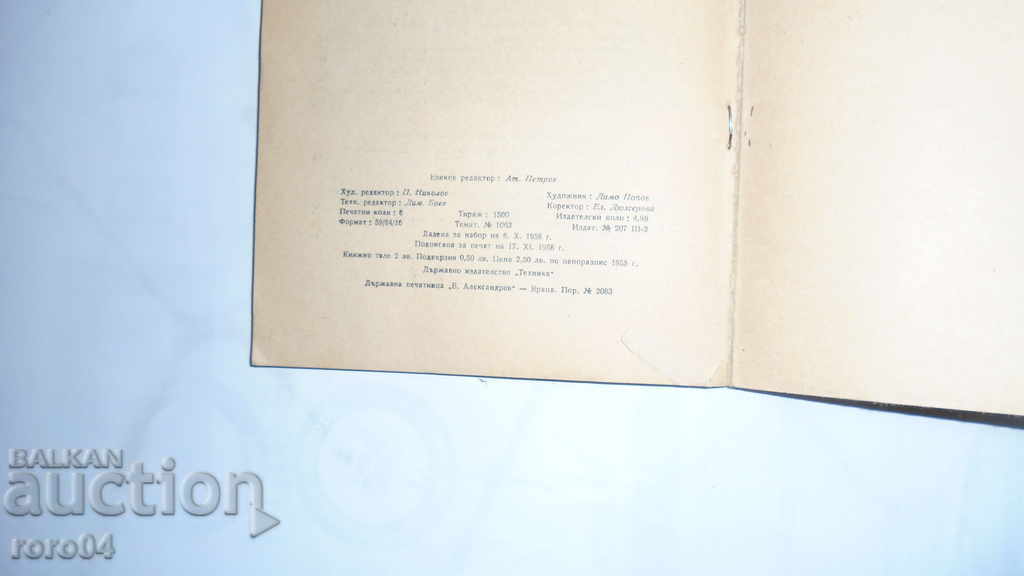 Езиков редактор: Ат. Петров
Худ. редактор: П. Николов Художник: Димо Попов
Техн. редактор: Дим. Коректор: Ел.
Печатни коли: 6 Тираж: 1500 Издателски коли: 4,98
Формат: 59/84/16 Темат. № 1053 Издат. № 207 III-3
Дадена за набор на 6. X. 1958 г.
Подписана за печат на 17. XI. 1958 г.
Книжно тяло 2 лв. Подвързия 0,50 лв. Цена 2,50 лв. по ценоразпис 1958 г.
Държавно издателство „Техника“
Държавна печатница „В. Александров“ — Враца. Пор. № 2083
BALKAN
auction
roro04